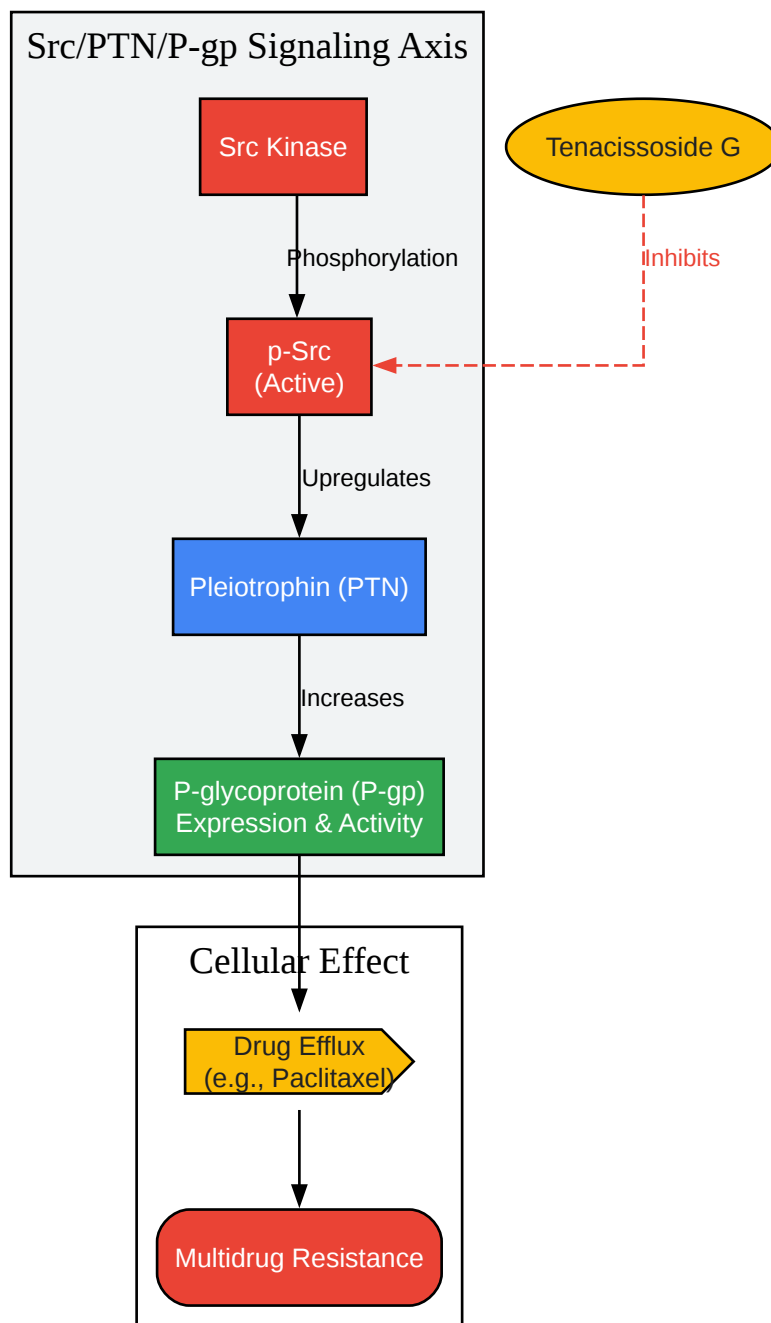 Src/PTN/P-gp Signaling Axis
Src Kinase
Tenacissoside G
Phosphorylation
Inhibits
p-Src
(Active)
Upregulates
Pleiotrophin (PTN)
Increases
P-glycoprotein (P-gp)
Expression & Activity
Cellular Effect
Drug Efflux
(e.g., Paclitaxel)
Multidrug Resistance